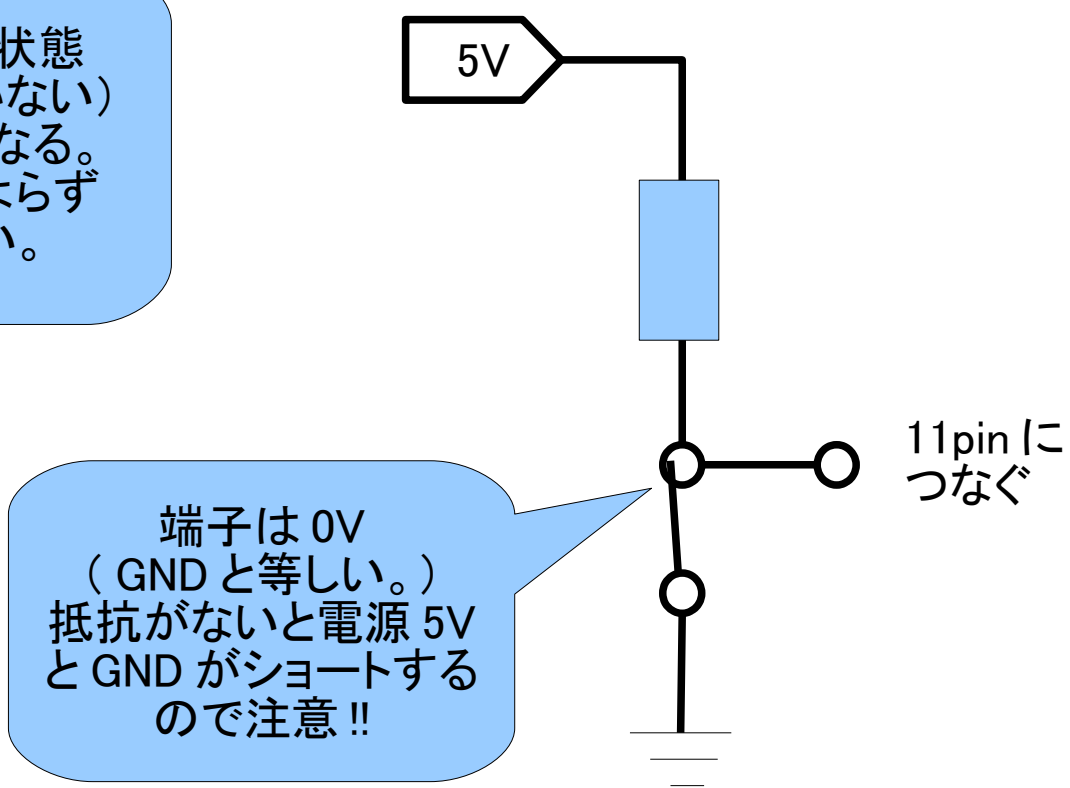 状態
いない）
なる。
よらず
い。
5V
11pin に
つなぐ
端子は 0V
（ GND と等しい。）
抵抗がないと電源 5V
と GND がショートする
ので注意 !!